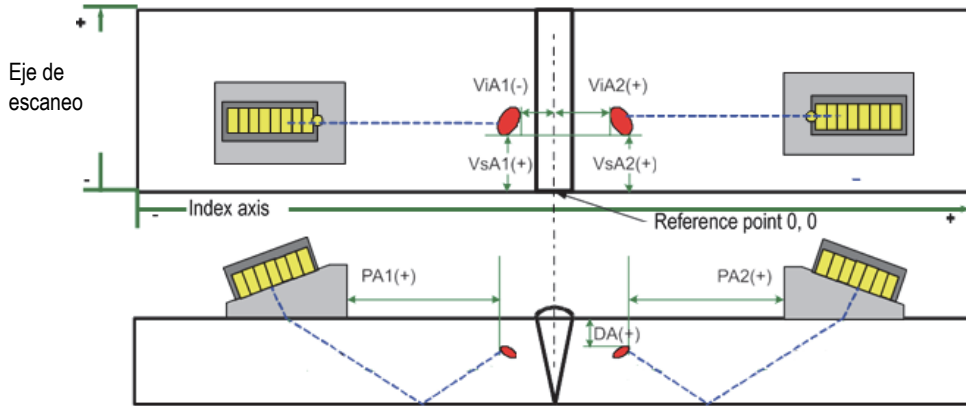 +
Eje de
escaneo
ViA1(-)
ViA2(+)
VsA1(+)
VsA2(+)
-
-
- Index axis
Reference point 0, 0
+
PA1(+)
PA2(+)
DA(+)